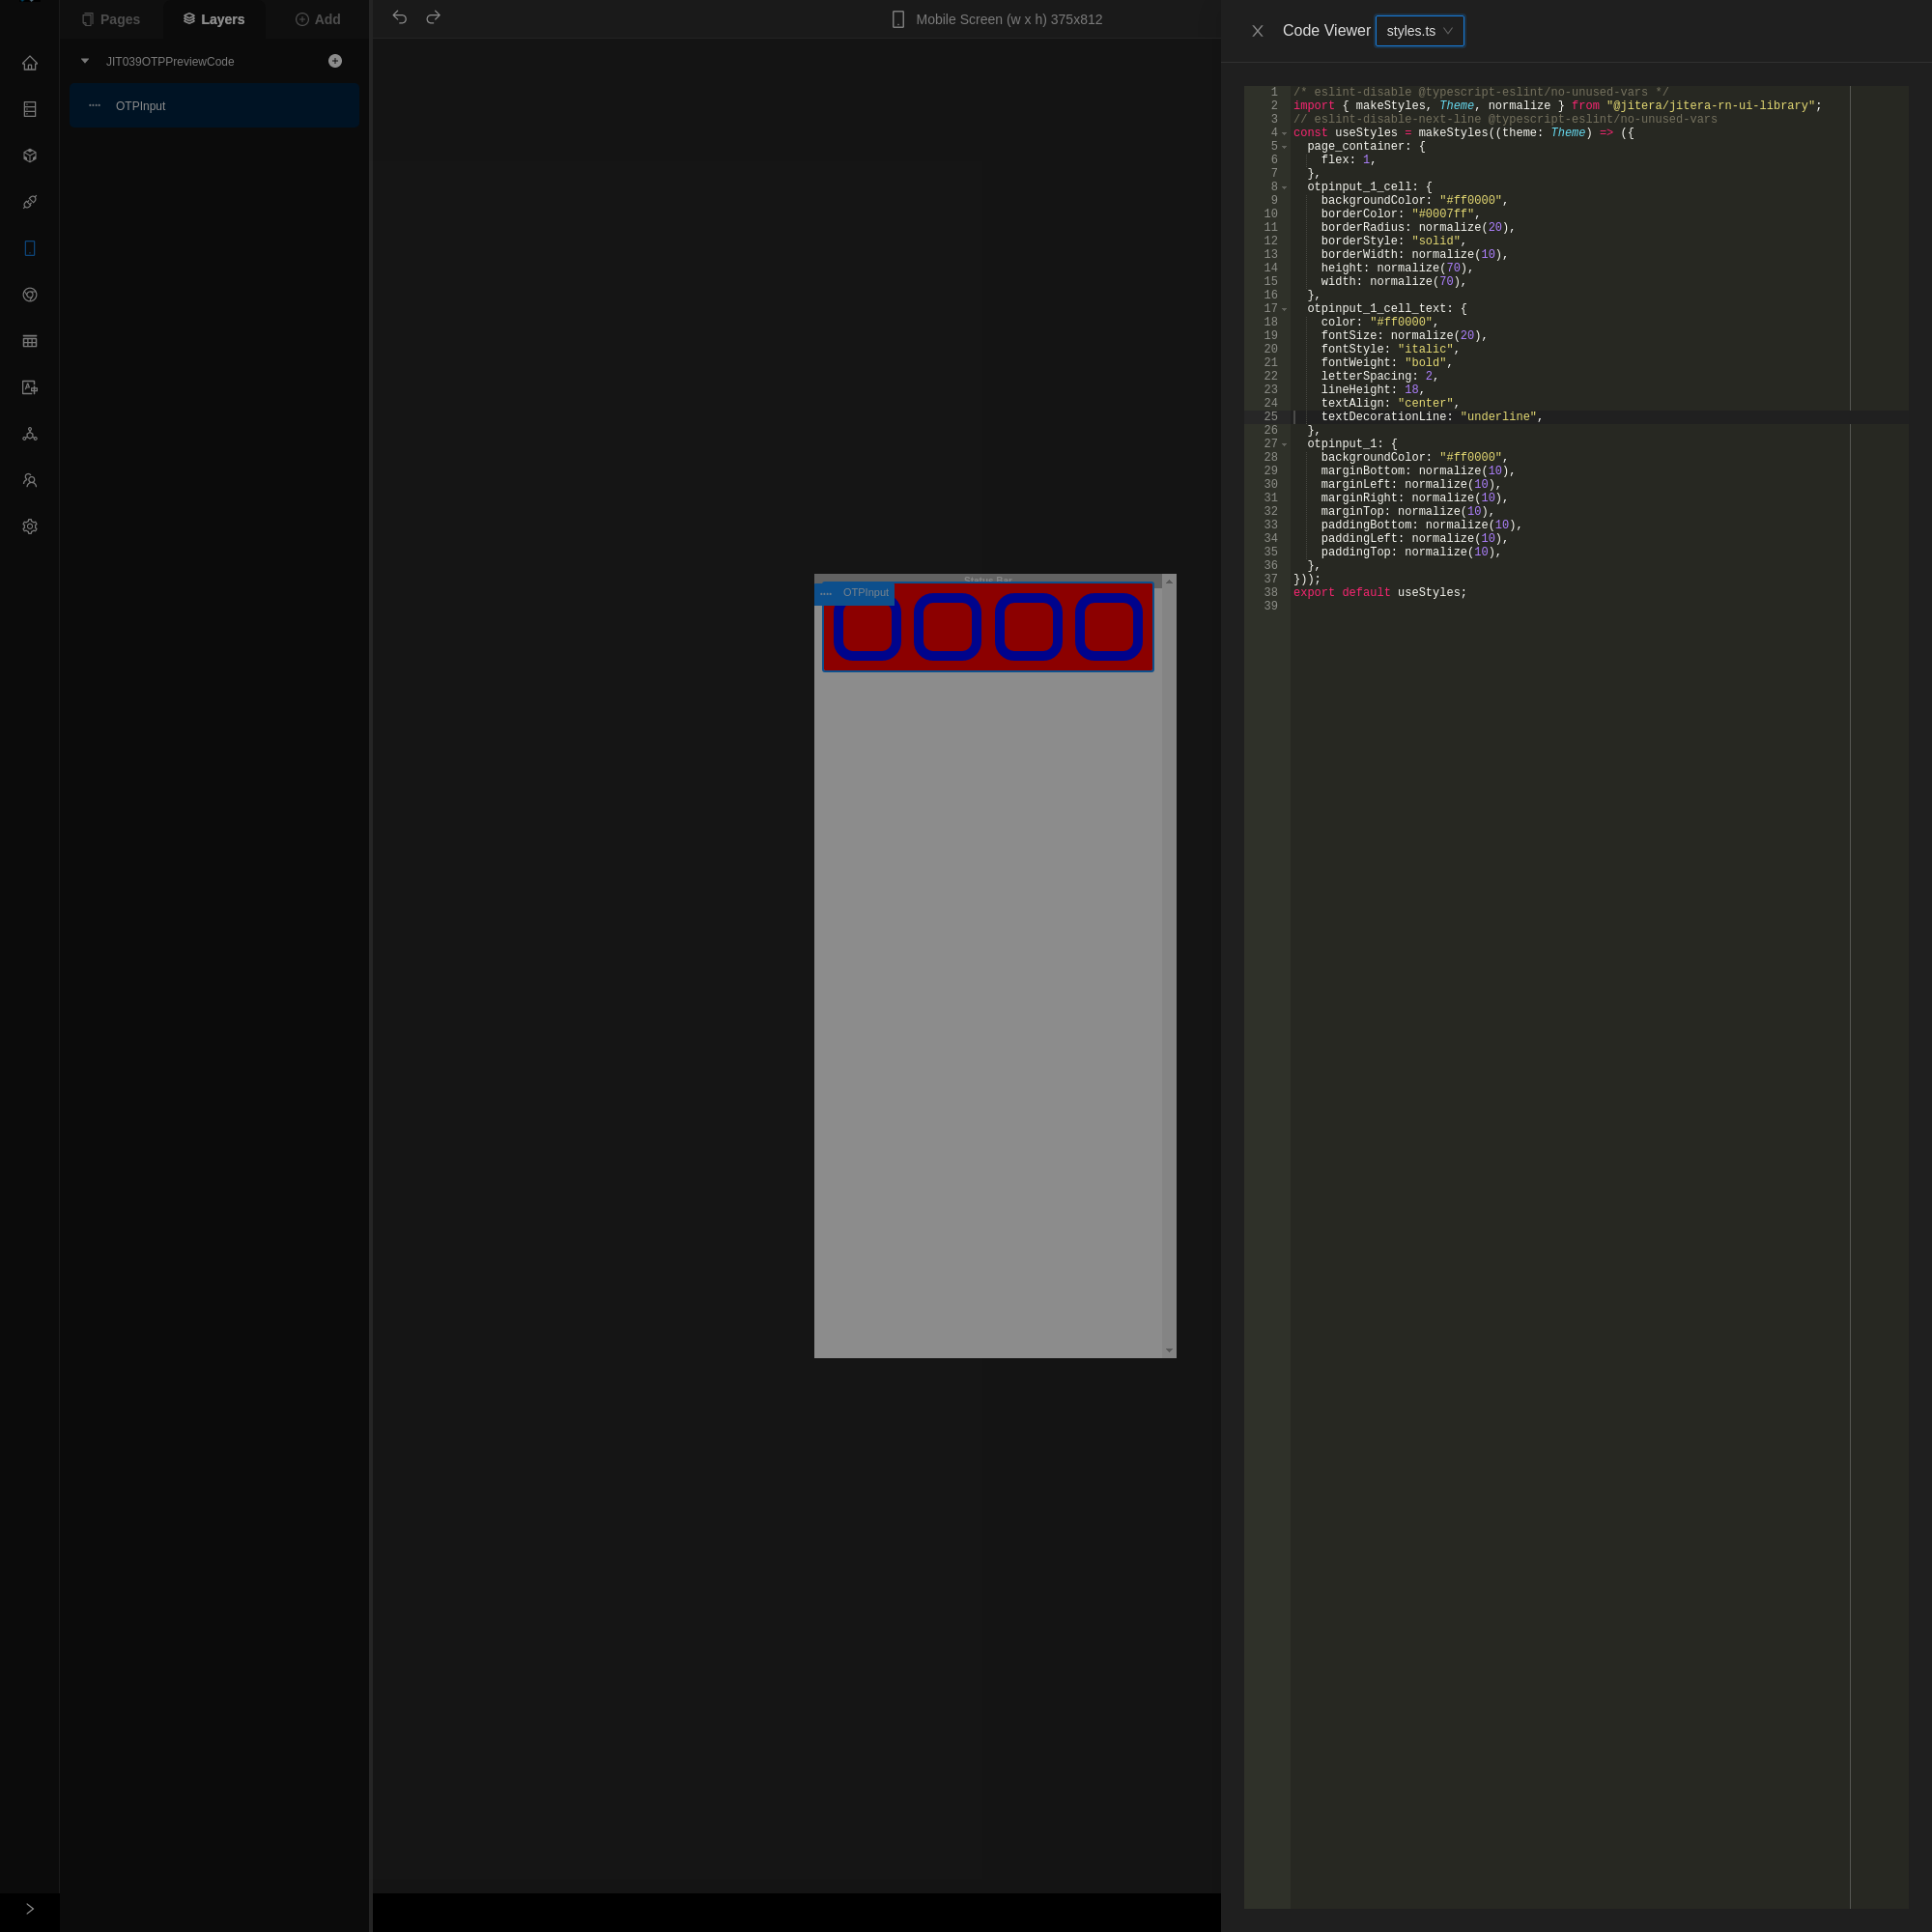 Pages
Layers
Add
JIT039OTPPreviewCode
OTPInput
Mobile Screen (w x h) 375x812
Status Bar
OTPInput
Code Viewer
styles.ts
1 /* eslint-disable @typescript-eslint/no-unused-vars */
2 import { makeStyles, Theme, normalize } from "@jitera/jitera-rn-ui-library";
3 // eslint-disable-next-line @typescript-eslint/no-unused-vars
4 const useStyles = makeStyles((theme: Theme) => ({
5 page_container: {
6 flex: 1,
7 },
8 otpinput_1_cell: {
9 backgroundColor: "#ff0000",
10 borderColor: "#0007ff",
11 borderRadius: normalize(20),
12 borderStyle: "solid",
13 borderWidth: normalize(10),
14 height: normalize(70),
15 width: normalize(70),
16 },
17 otpinput_1_cell_text: {
18 color: "#ff0000",
19 fontSize: normalize(20),
20 fontStyle: "italic",
21 fontWeight: "bold",
22 letterSpacing: 2,
23 lineHeight: 18,
24 textAlign: "center",
25 textDecorationLine: "underline",
26 },
27 otpinput_1: {
28 backgroundColor: "#ff0000",
29 marginBottom: normalize(10),
30 marginLeft: normalize(10),
31 marginRight: normalize(10),
32 marginTop: normalize(10),
33 paddingBottom: normalize(10),
34 paddingLeft: normalize(10),
35 paddingTop: normalize(10),
36 },
37 }));
38 export default useStyles;
39